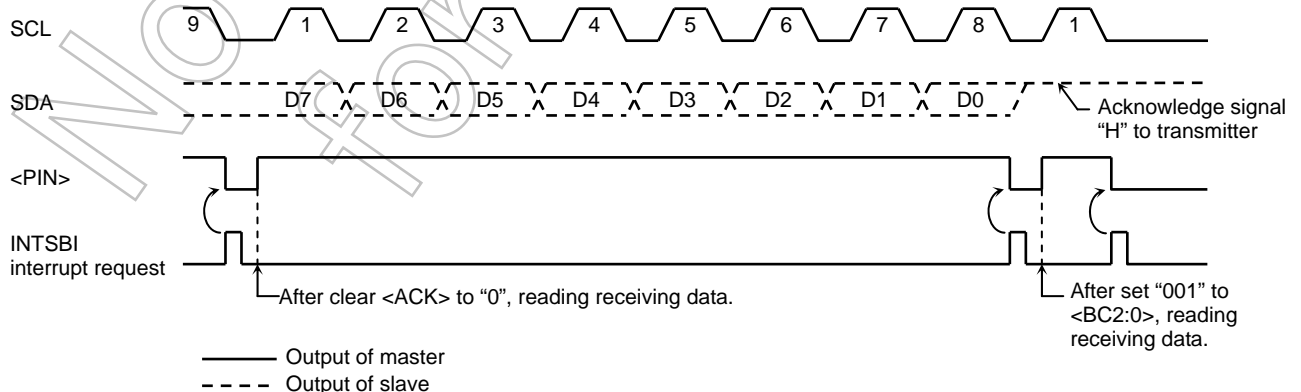 SCL 9 1 2 3 4 5 6 7 8 1
SDA D7 D6 D5 D4 D3 D2 D1 D0
Acknowledge signal
“H” to transmitter
<PIN>
INTSBI
interrupt request
After clear <ACK> to “0”, reading receiving data.
After set “001” to
<BC2:0>, reading
receiving data.
Output of master
Output of slave
No
for